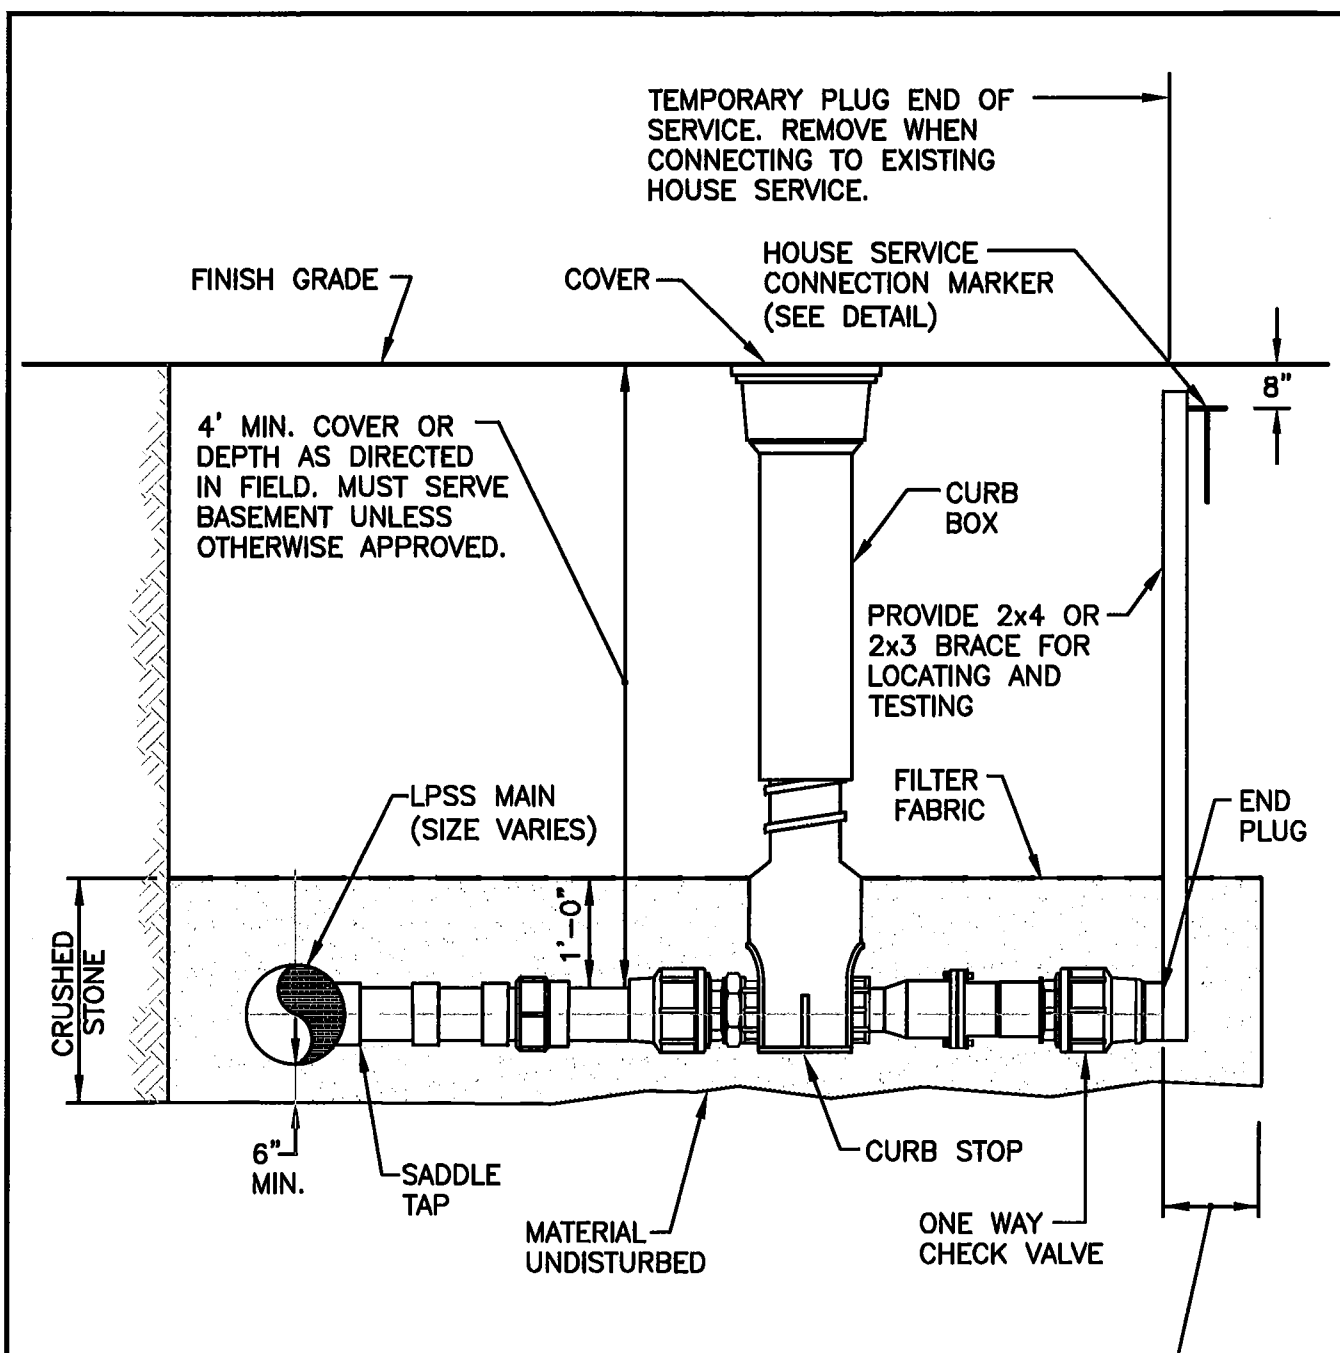 TEMPORARY PLUG END OF
SERVICE. REMOVE WHEN
CONNECTING TO EXISTING
HOUSE SERVICE.
HOUSE SERVICE
CONNECTION MARKER
(SEE DETAIL)
FINISH GRADE
COVER
8"
4' MIN. COVER OR
DEPTH AS DIRECTED
IN FIELD. MUST SERVE
BASEMENT UNLESS
OTHERWISE APPROVED.
CURB
BOX
PROVIDE 2x4 OR
2x3 BRACE FOR
LOCATING AND
TESTING
FILTER
FABRIC
LPSS MAIN
(SIZE VARIES)
END
PLUG
1'-0"
CRUSHED
STONE
6"
MIN.
SADDLE
TAP
CURB STOP
MATERIAL
UNDISTURBED
ONE WAY
CHECK VALVE